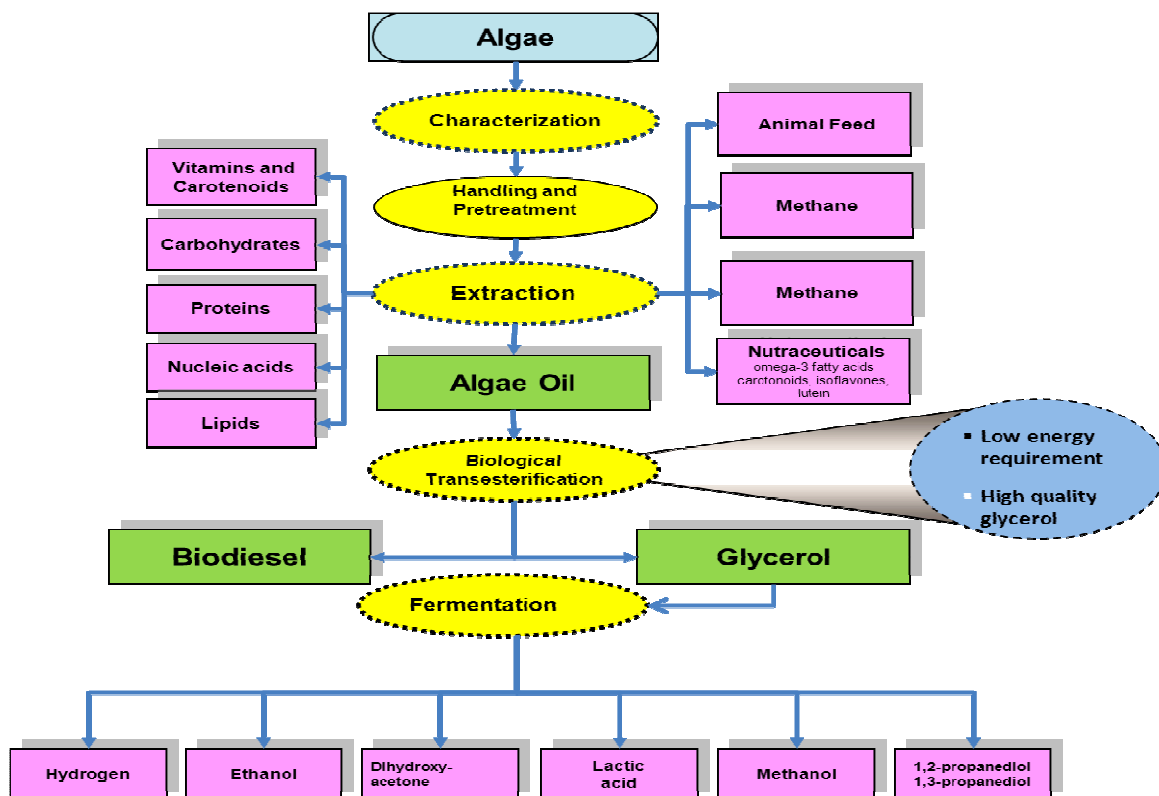 Algae
Characterization
Handling and
Pretreatment
Extraction
Vitamins and
Carotenoids
Carbohydrates
Proteins
Nucleic acids
Lipids
Animal Feed
Methane
Methane
Nutraceuticals
omega-3 fatty acids
carctonoids, isoflavones,
lutein
Algae Oil
Biological
Transesterification
▪ Low energy
requirement
▪ High quality
glycerol
Biodiesel
Glycerol
Fermentation
Hydrogen
Ethanol
Dihydroxy-
acetone
Lactic
acid
Methanol
1,2-propanediol
1,3-propanediol